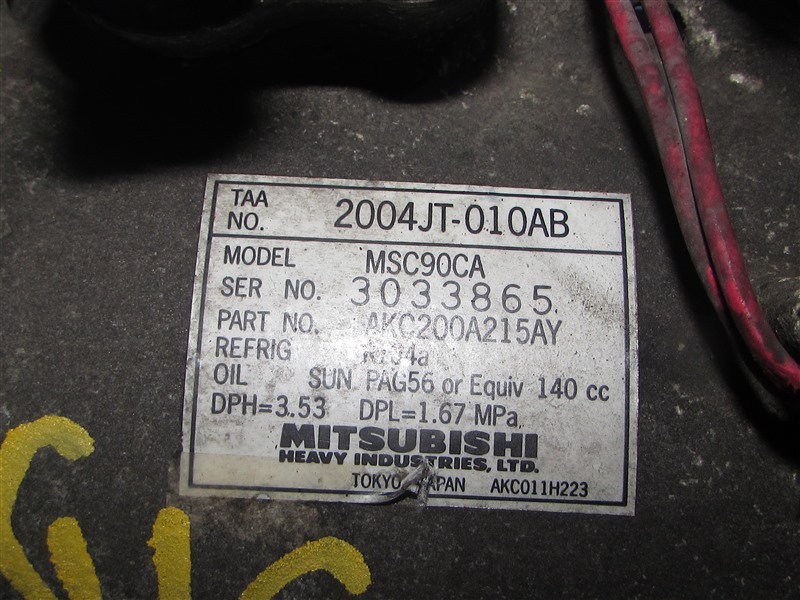 TAA NO. 2004JT-010AB
MODEL MSC90CA
SER NO. 3033865
PART NO. AKC200A215AY
REFRIG R134a
OIL SUN PAG56 or Equiv 140 cc
DPH=3.53 DPL=1.67 MPa
MITSUBISHI
HEAVY INDUSTRIES, LTD.
TOKYO JAPAN AKC011H223